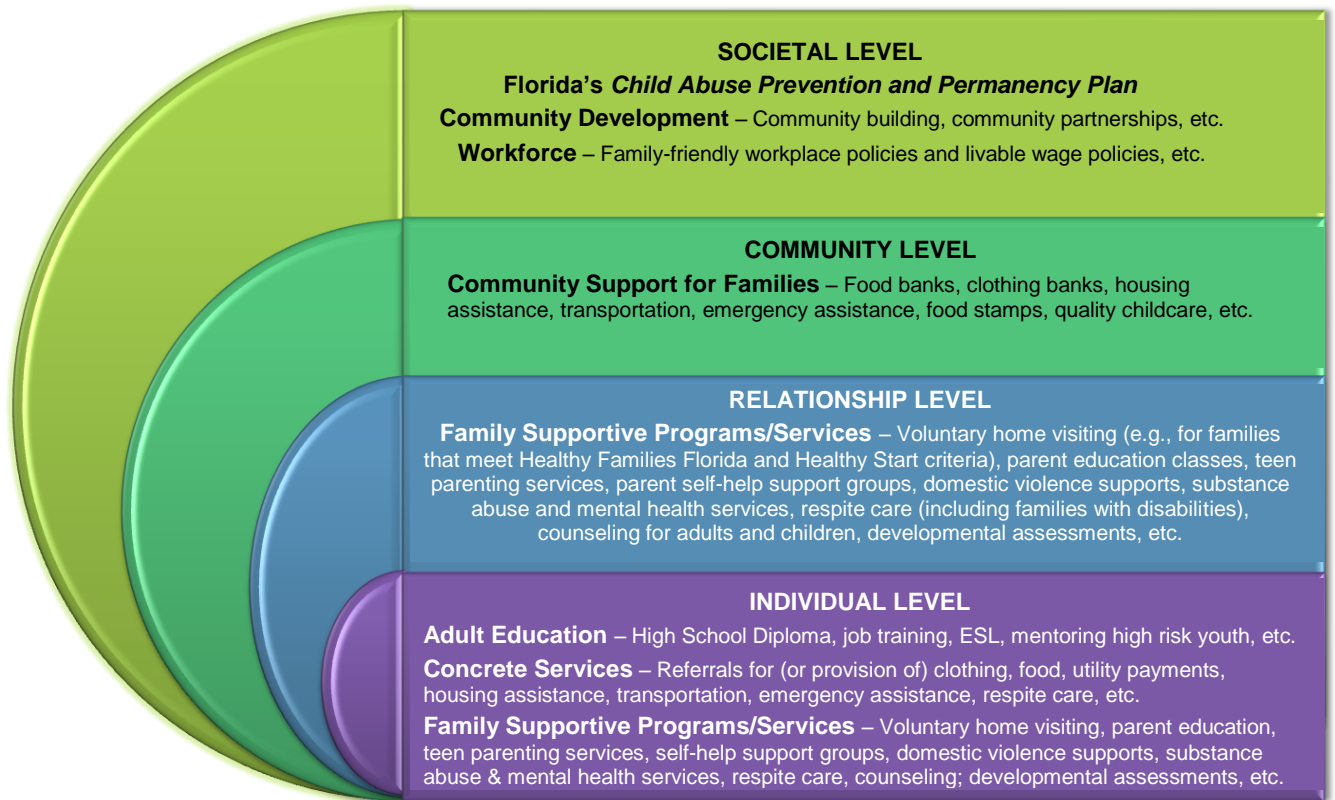 SOCIETAL LEVEL
Florida's Child Abuse Prevention and Permanency Plan
Community Development – Community building, community partnerships, etc.
Workforce – Family-friendly workplace policies and livable wage policies, etc.
COMMUNITY LEVEL
Community Support for Families – Food banks, clothing banks, housing
assistance, transportation, emergency assistance, food stamps, quality childcare, etc.
RELATIONSHIP LEVEL
Family Supportive Programs/Services – Voluntary home visiting (e.g., for families
that meet Healthy Families Florida and Healthy Start criteria), parent education classes, teen
parenting services, parent self-help support groups, domestic violence supports, substance
abuse and mental health services, respite care (including families with disabilities),
counseling for adults and children, developmental assessments, etc.
INDIVIDUAL LEVEL
Adult Education – High School Diploma, job training, ESL, mentoring high risk youth, etc.
Concrete Services – Referrals for (or provision of) clothing, food, utility payments,
housing assistance, transportation, emergency assistance, respite care, etc.
Family Supportive Programs/Services – Voluntary home visiting, parent education,
teen parenting services, self-help support groups, domestic violence supports, substance
abuse & mental health services, respite care, counseling; developmental assessments, etc.